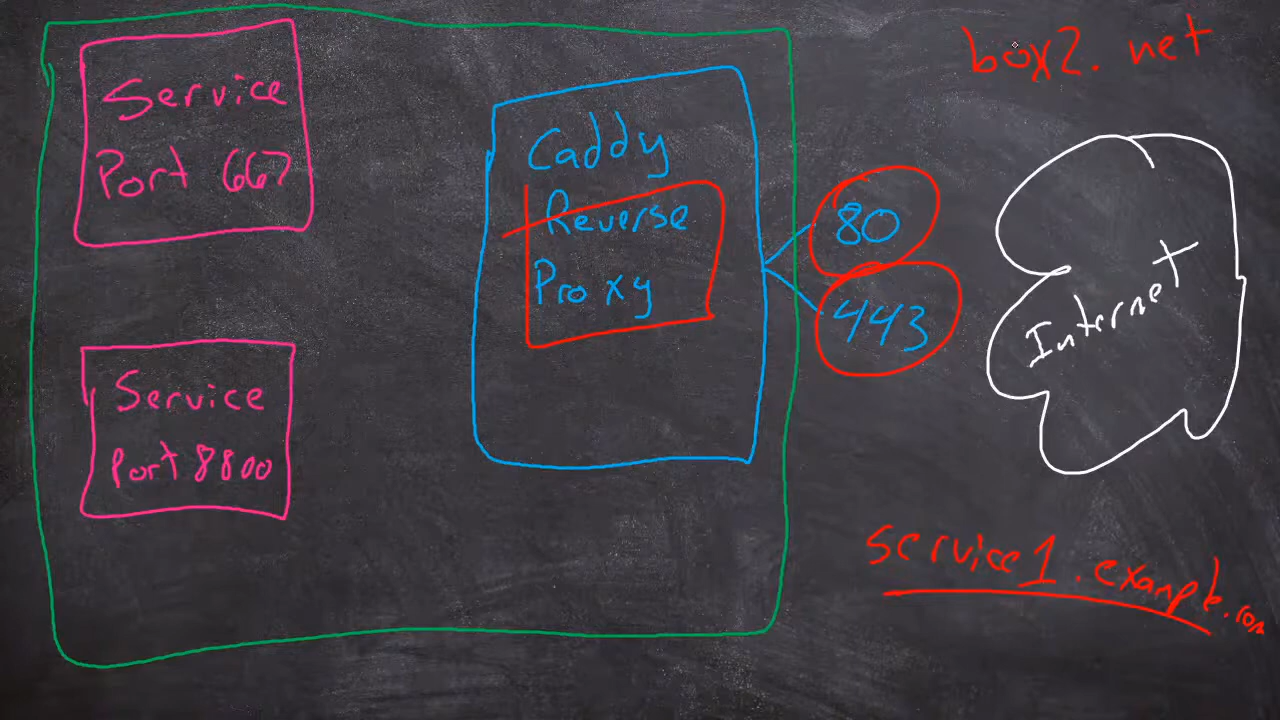 box2.net
Service
Port 667
Caddy
Reverse
Proxy
80
443
Internet
Service
Port 8800
service1.example.com